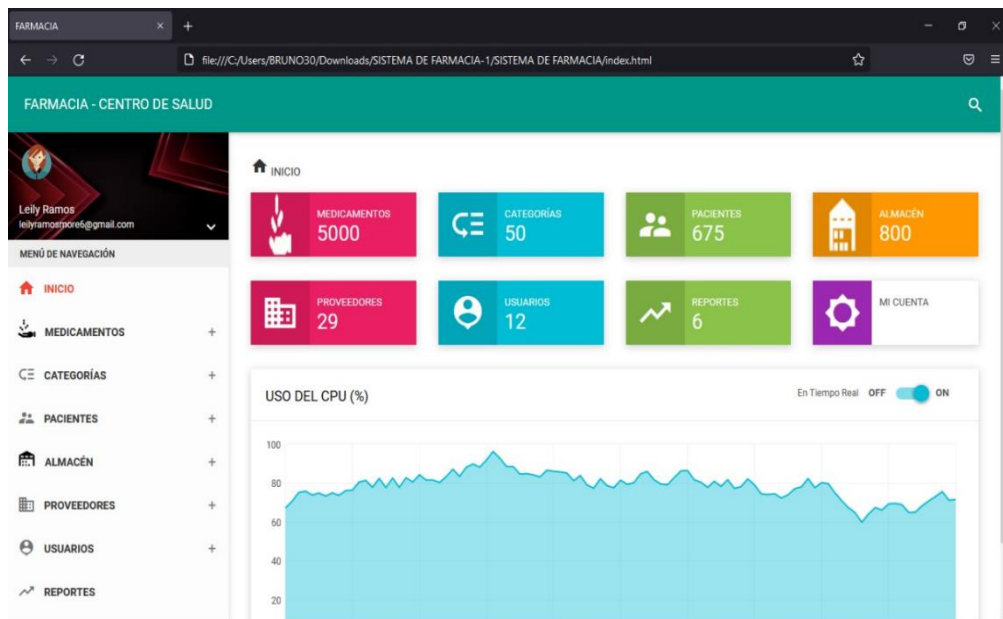 FARMACIA
file:///C:/Users/BRUNO30/Downloads/SISTEMA DE FARMACIA-1/SISTEMA DE FARMACIA/index.html
FARMACIA - CENTRO DE SALUD
Leily Ramos
leilyramosmore6@gmail.com
MENÚ DE NAVEGACIÓN
INICIO
MEDICAMENTOS
CATEGORÍAS
PACIENTES
ALMACÉN
PROVEEDORES
USUARIOS
REPORTES
INICIO
MEDICAMENTOS
5000
CATEGORÍAS
50
PACIENTES
675
ALMACÉN
800
PROVEEDORES
29
USUARIOS
12
REPORTES
6
MI CUENTA
USO DEL CPU (%)
En Tiempo Real OFF ON
100
80
60
40
20